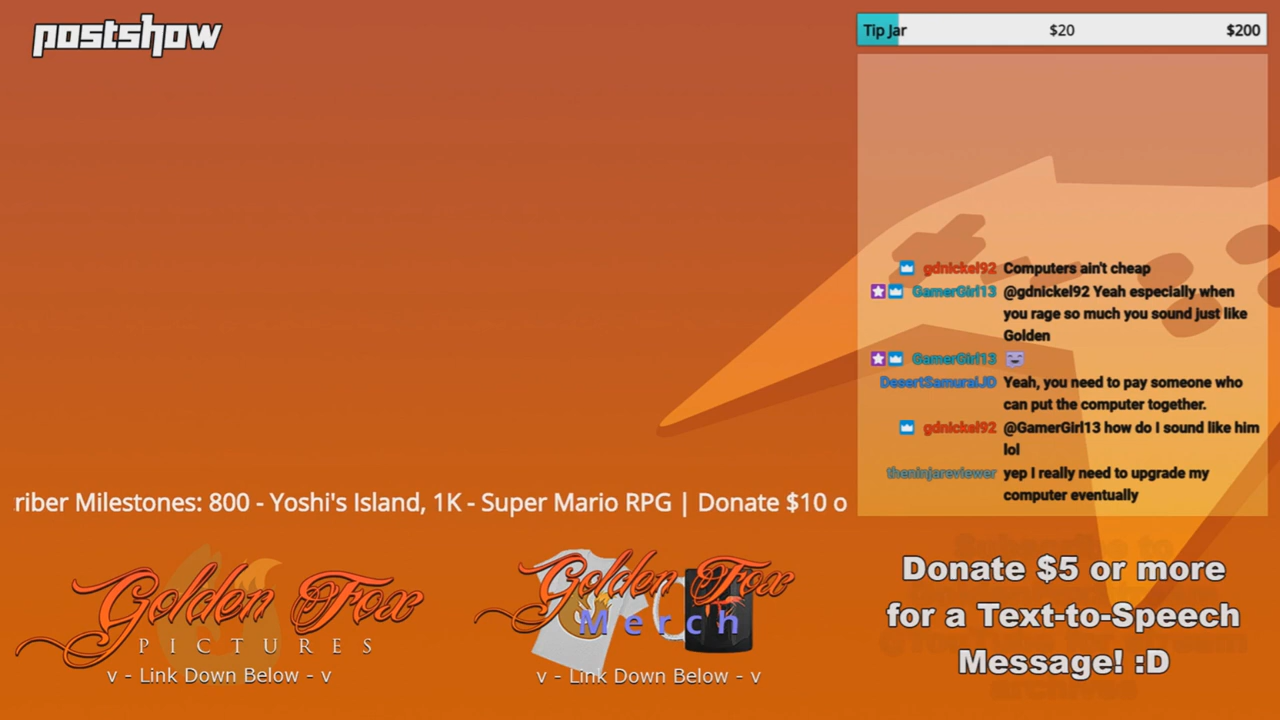 postshow
Tip Jar $20 $200
gdnickel92 Computers ain't cheap
GamerGirl13 @gdnickel92 Yeah especially when
you rage so much you sound just like
Golden
GamerGirl13
DesertSamuraiJD Yeah, you need to pay someone who
can put the computer together.
gdnickel92 @GamerGirl13 how do I sound like him
lol
theninjareviewer yep I really need to upgrade my
computer eventually
riber Milestones: 800 - Yoshi's Island, 1K - Super Mario RPG | Donate $10 o
Golden Fox
PICTURES
v - Link Down Below - v
Golden Fox
Merch
v - Link Down Below - v
Donate $5 or more
for a Text-to-Speech
Message! :D